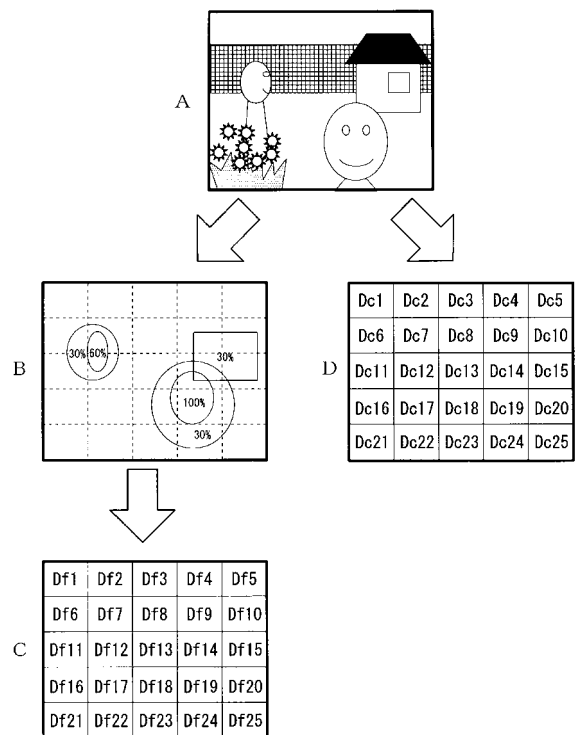 A
B
30% 60%
30%
100%
30%
D
Dc1 Dc2 Dc3 Dc4 Dc5
Dc6 Dc7 Dc8 Dc9 Dc10
Dc11 Dc12 Dc13 Dc14 Dc15
Dc16 Dc17 Dc18 Dc19 Dc20
Dc21 Dc22 Dc23 Dc24 Dc25
C
Df1 Df2 Df3 Df4 Df5
Df6 Df7 Df8 Df9 Df10
Df11 Df12 Df13 Df14 Df15
Df16 Df17 Df18 Df19 Df20
Df21 Df22 Df23 Df24 Df25